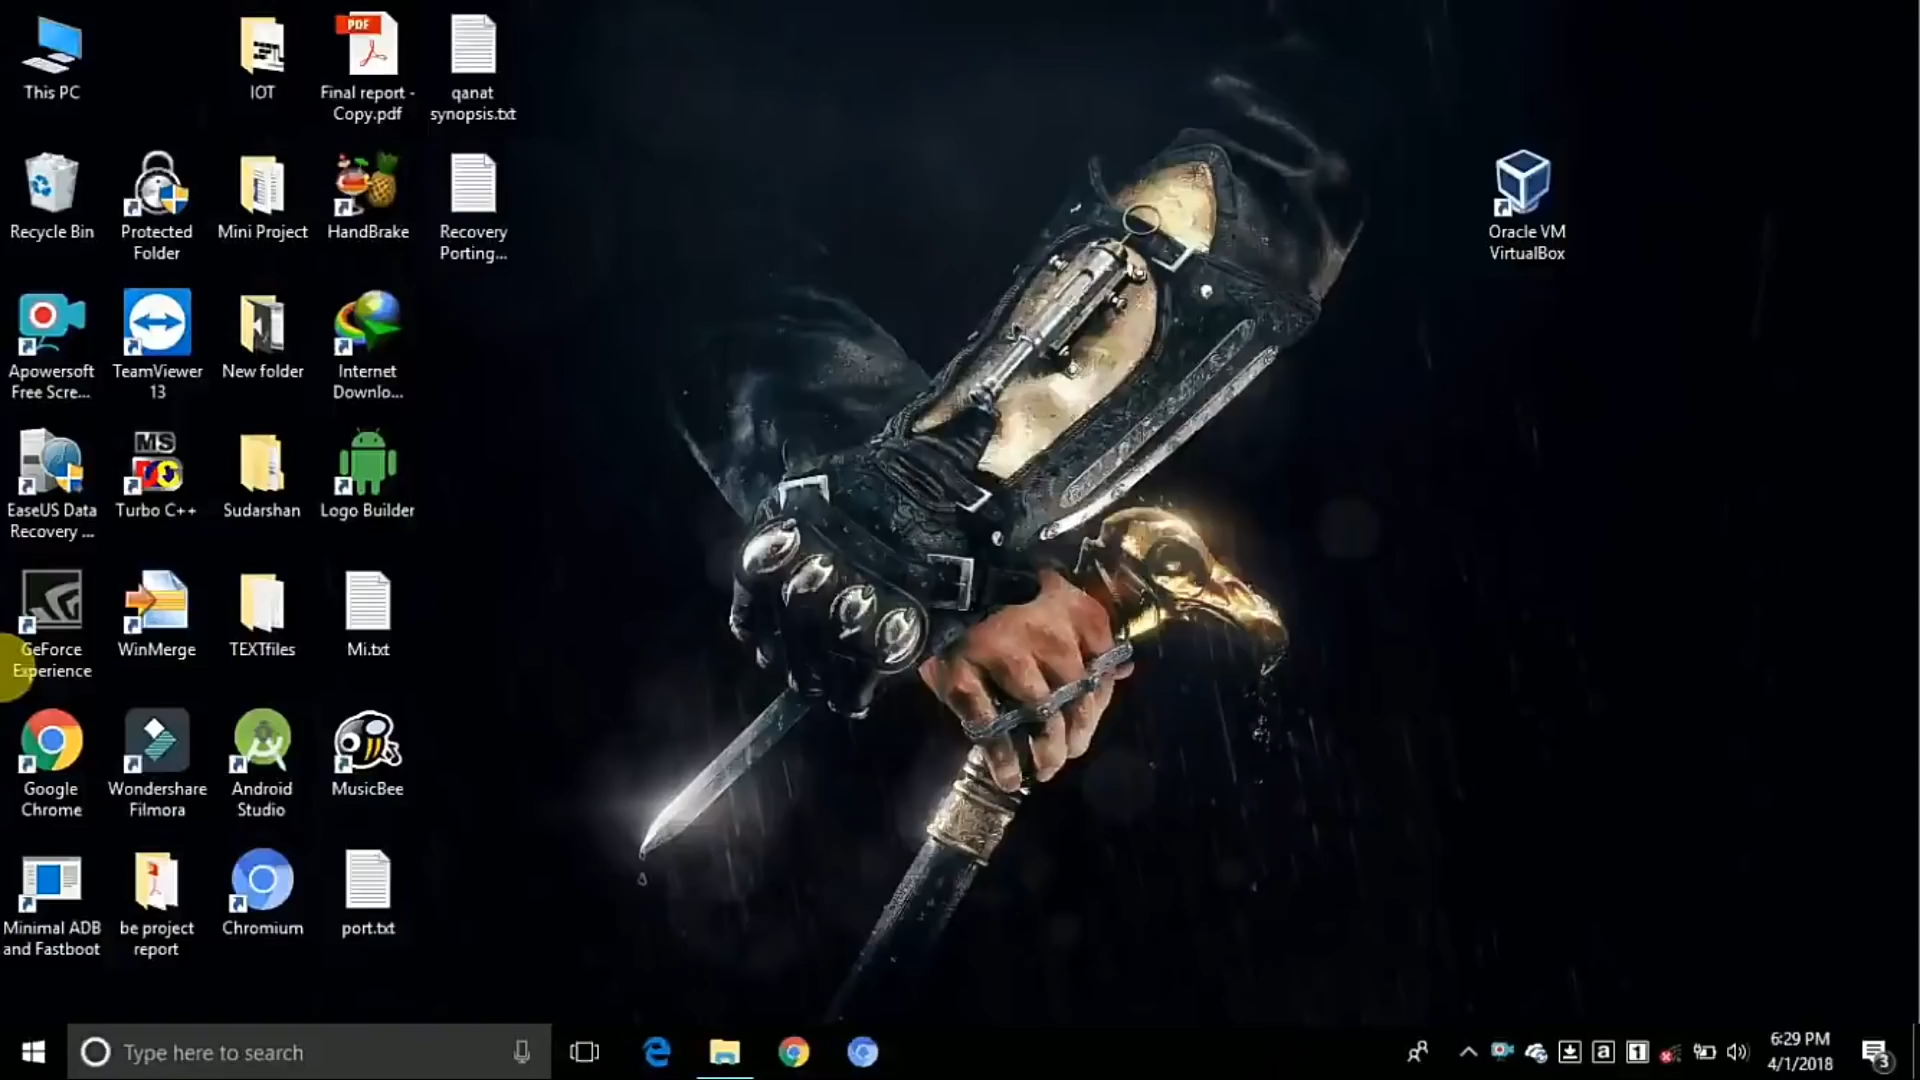 This PC
IOT
PDF
Final report -
Copy.pdf
qanat
synopsis.txt
Recycle Bin
Protected
Folder
Mini Project
HandBrake
Recovery
Porting...
Oracle VM
VirtualBox
Apowersoft
Free Scre...
TeamViewer
13
New folder
Internet
Downlo...
EaseUS Data
Recovery ...
MS
Turbo C++
Sudarshan
Logo Builder
GeForce
Experience
WinMerge
TEXTfiles
Mi.txt
Google
Chrome
Wondershare
Filmora
Android
Studio
MusicBee
Minimal ADB
and Fastboot
be project
report
Chromium
port.txt
Type here to search
a
1
6:29 PM
4/1/2018
3